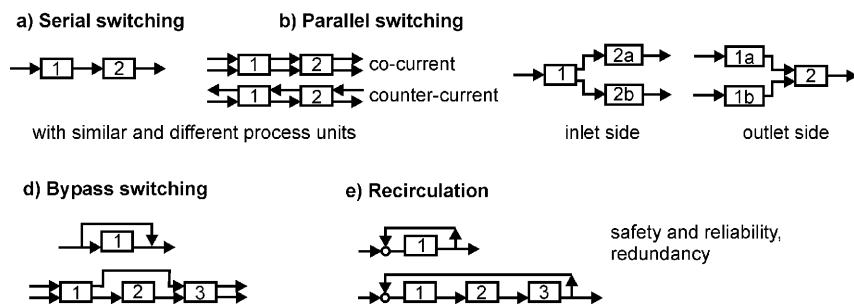 a) Serial switching
b) Parallel switching
1 2
1 2 co-current
1 2 counter-current
1 2a 2b
1a 1b 2
with similar and different process units
inlet side
outlet side
d) Bypass switching
e) Recirculation
1
1
safety and reliability,
redundancy
1 2 3
1 2 3